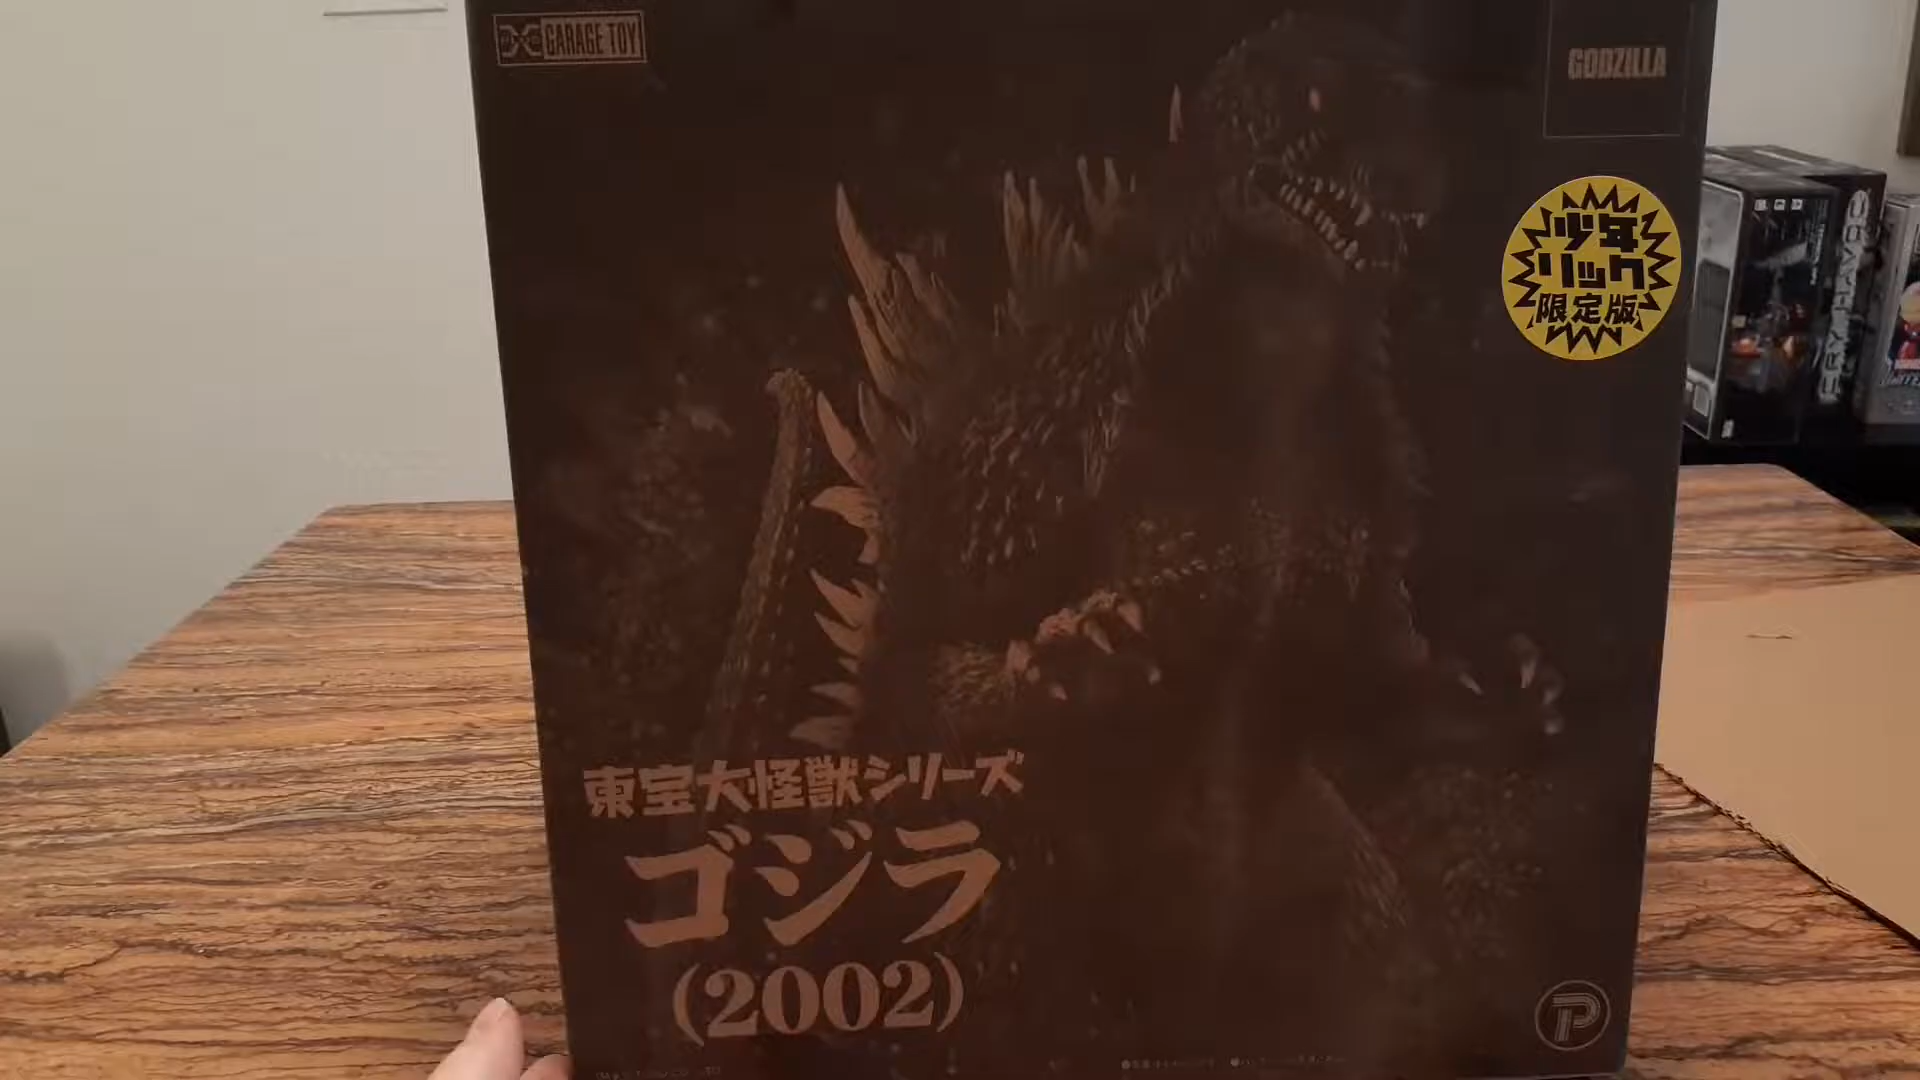 GARAGE TOY
GODZILLA
少年
リック
限定版
東宝大怪獣シリーズ
ゴジラ
(2002)